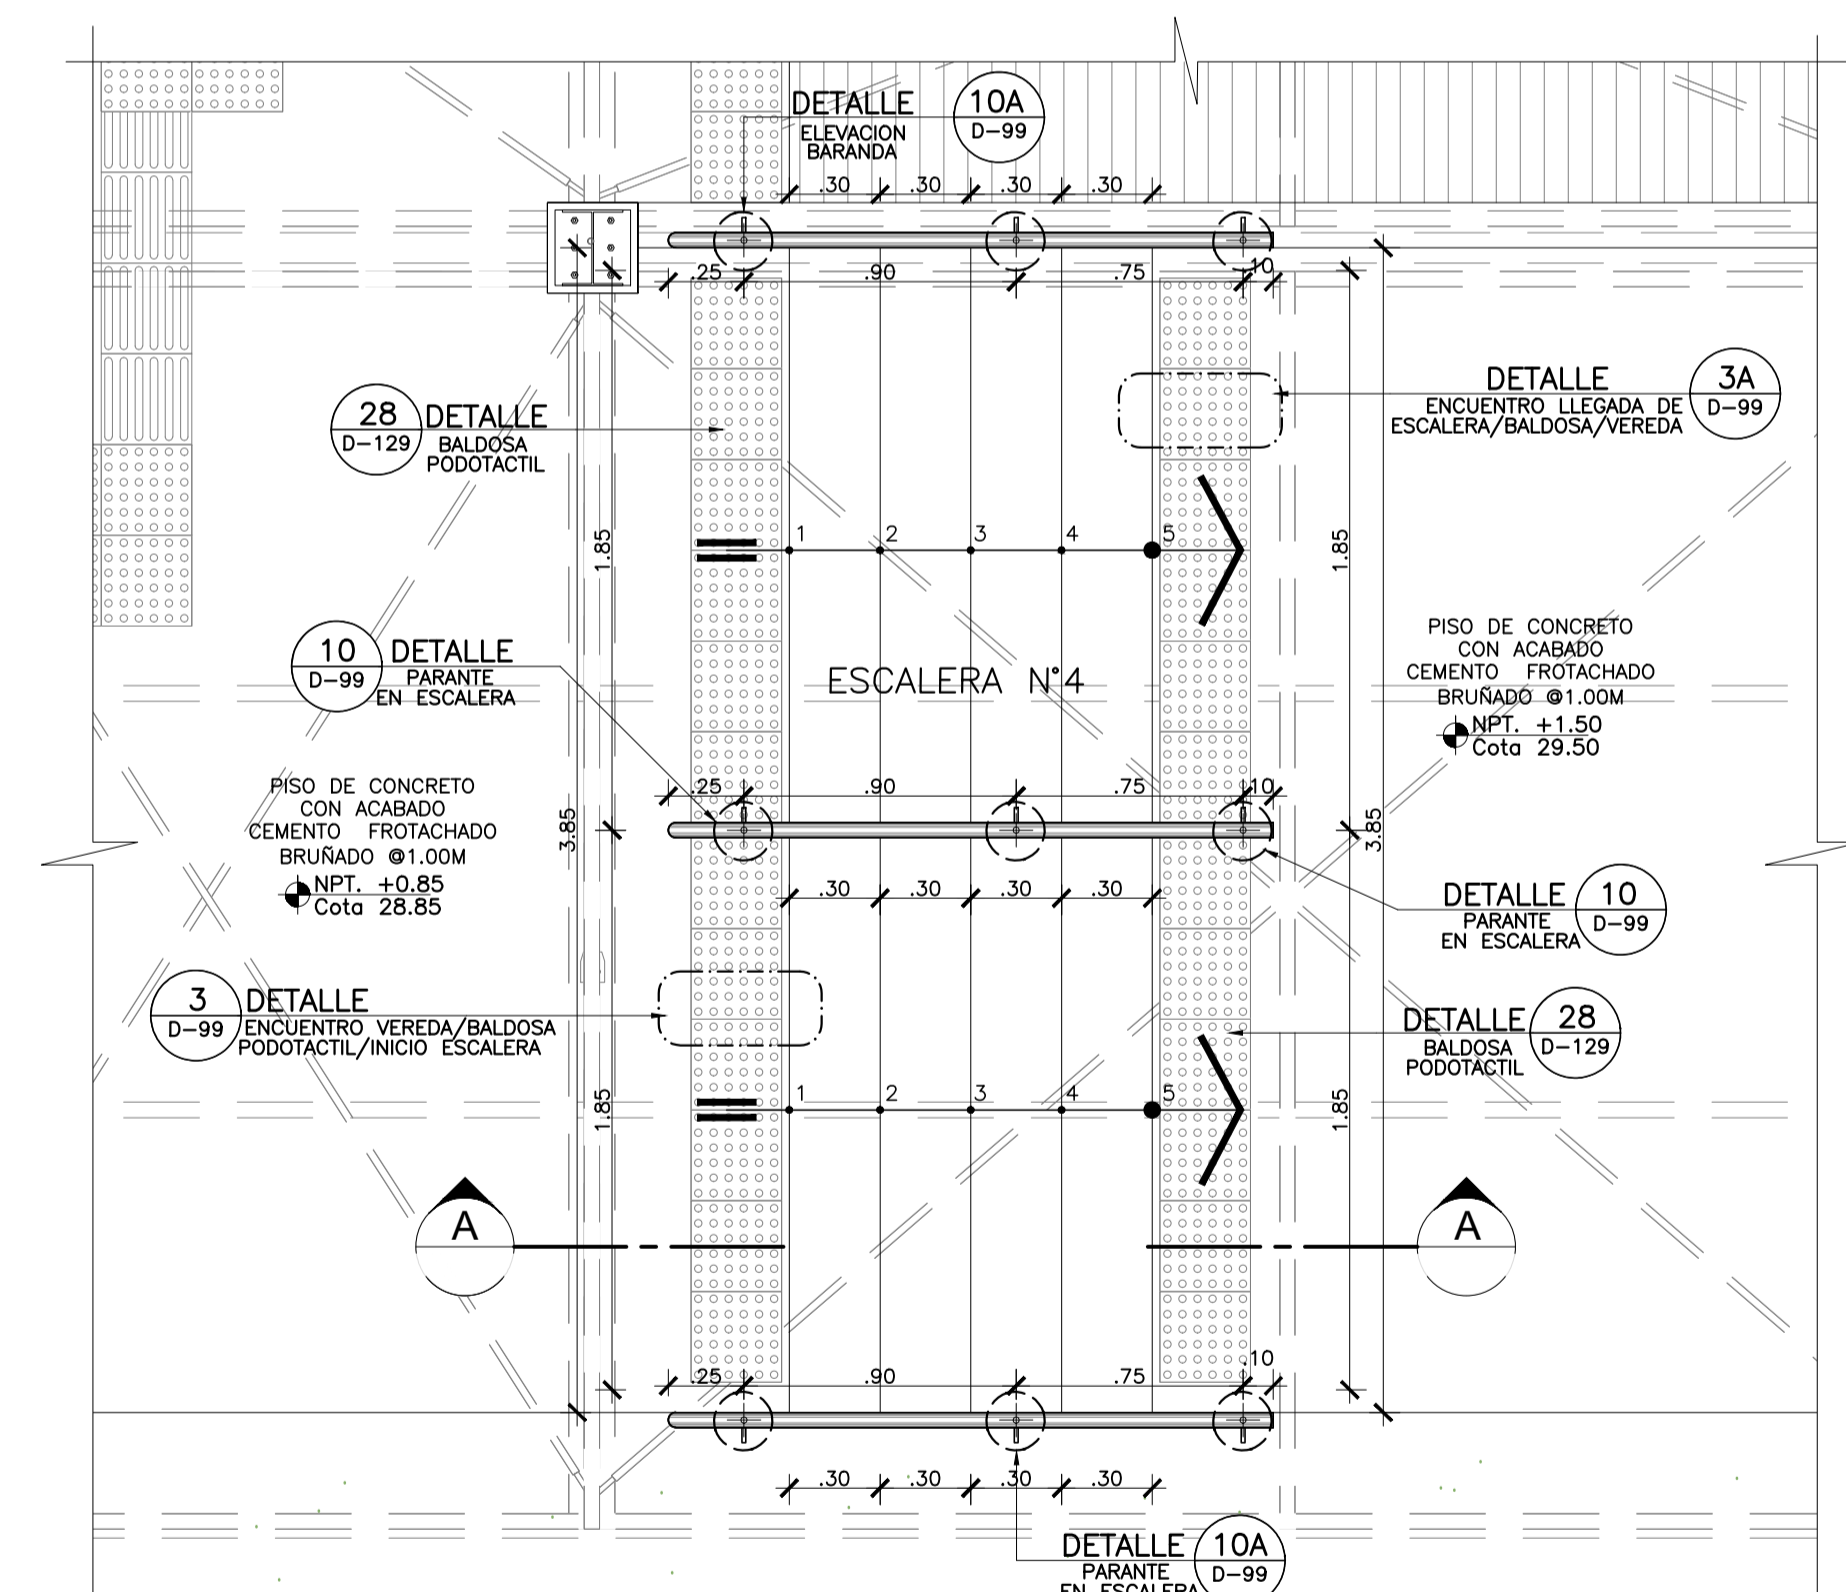 DETALLE 10A
ELEVACION D-99
BARANDA
.30 .30 .30 .30
.25 .90 .75 .10
28 DETALLE
D-129 BALDOSA
PODOTACTIL
DETALLE 3A
ENCUENTRO LLEGADA DE D-99
ESCALERA/BALDOSA/VEREDA
1.85
1 2 3 4 5
1.85
10 DETALLE
D-99 PARANTE
EN ESCALERA
ESCALERA N°4
PISO DE CONCRETO
CON ACABADO
CEMENTO FROTACHADO
BRUÑADO @1.00M
NPT. +1.50
Cota 29.50
PISO DE CONCRETO
CON ACABADO
CEMENTO FROTACHADO
BRUÑADO @1.00M
NPT. +0.85
Cota 28.85
.25 .90 .75 .10
3.85
3.85
.30 .30 .30 .30
DETALLE 10
PARANTE D-99
EN ESCALERA
3 DETALLE
D-99 ENCUENTRO VEREDA/BALDOSA
PODOTACTIL/INICIO ESCALERA
DETALLE 28
BALDOSA D-129
PODOTACTIL
1.85
1 2 3 4 5
1.85
A
A
.25 .90 .75 .10
.30 .30 .30 .30
DETALLE 10A
PARANTE D-99
EN ESCALERA